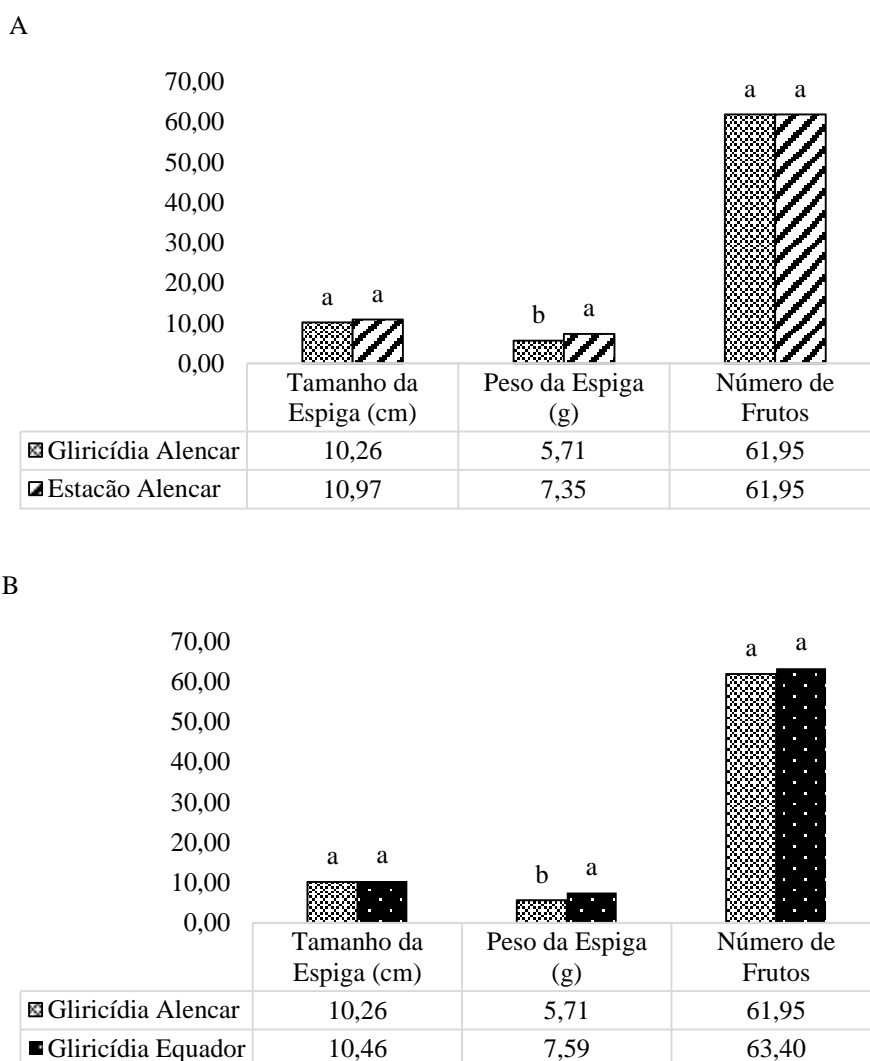 A
70,00
60,00
50,00
40,00
30,00
20,00
10,00
0,00
a a
b a
a a
Tamanho da Espiga (cm) Peso da Espiga (g) Número de Frutos
Gliricídia Alencar 10,26 5,71 61,95
Estacão Alencar 10,97 7,35 61,95
B
70,00
60,00
50,00
40,00
30,00
20,00
10,00
0,00
a a
b a
a a
Tamanho da Espiga (cm) Peso da Espiga (g) Número de Frutos
Gliricídia Alencar 10,26 5,71 61,95
Gliricídia Equador 10,46 7,59 63,40